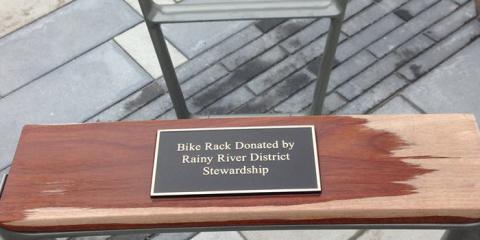 Bike Rack Donated by
Rainy River District
Stewardship